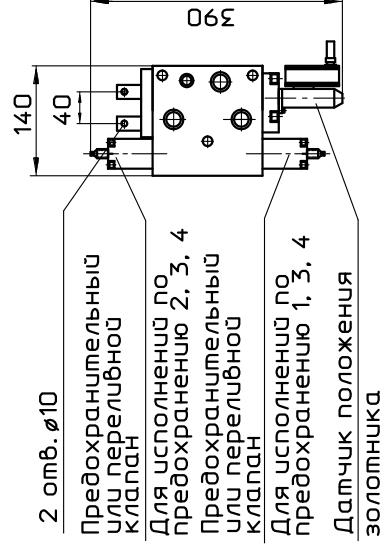 390
140
40
2 отв. ⌀10
Предохранительный
или переливной
клапан
Для исполнений по
предохранению 2, 3, 4
Предохранительный
или переливной
клапан
Для исполнений по
предохранению 1, 3, 4
Датчик положения
золотника